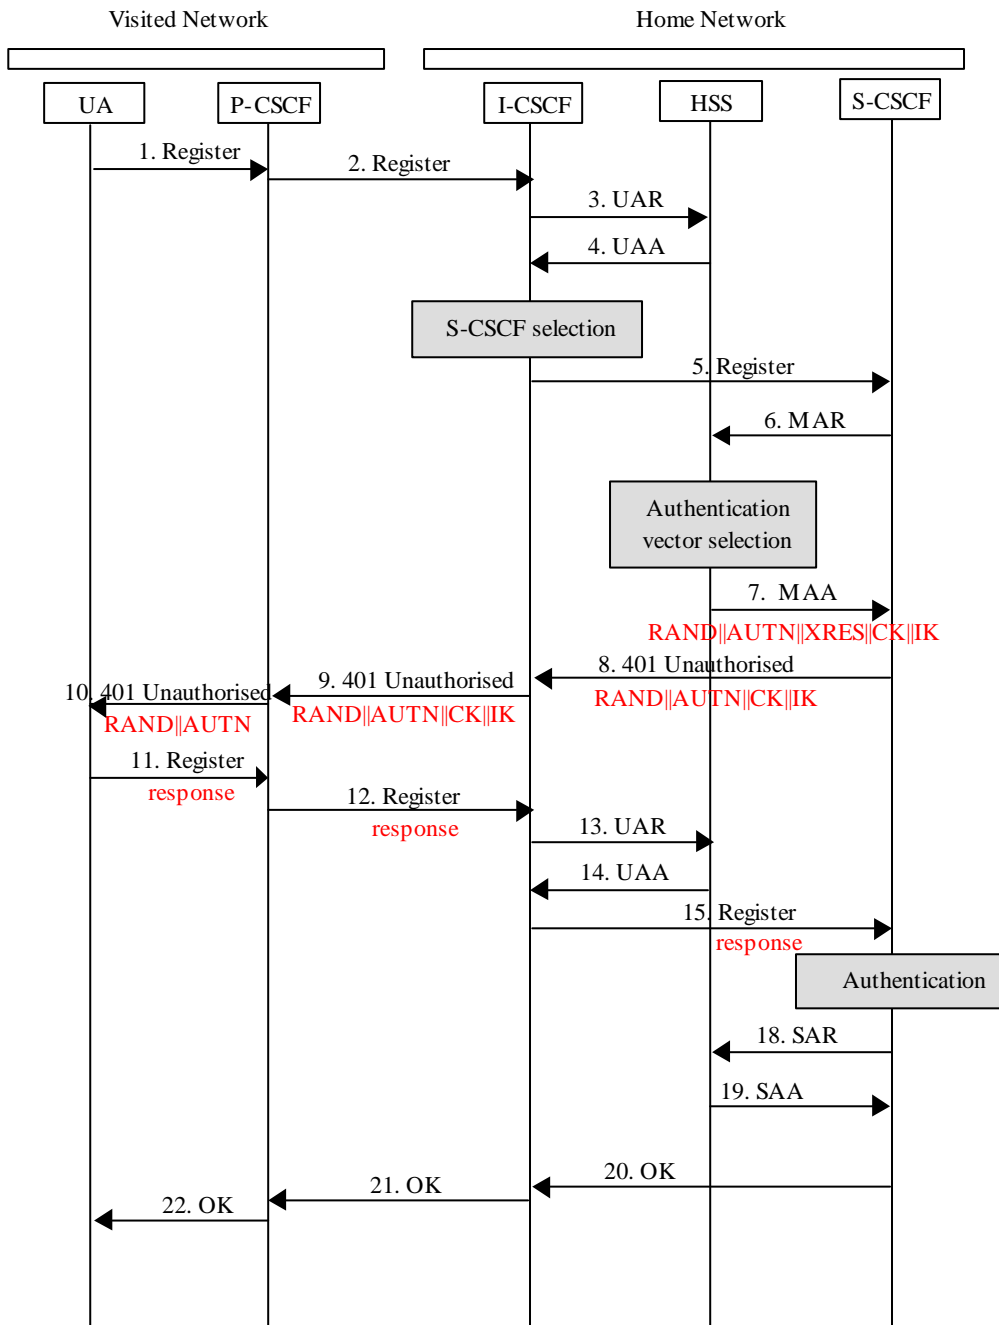 Visited Network
Home Network
UA
P-CSCF
I-CSCF
HSS
S-CSCF
1. Register
2. Register
3. UAR
4. UAA
S-CSCF selection
5. Register
6. MAR
Authentication
vector selection
7. MAA
RAND||AUTN||XRES||CK||IK
8. 401 Unauthorised
RAND||AUTN||CK||IK
9. 401 Unauthorised
RAND||AUTN||CK||IK
10. 401 Unauthorised
RAND||AUTN
11. Register
response
12. Register
response
13. UAR
14. UAA
15. Register
response
Authentication
18. SAR
19. SAA
20. OK
21. OK
22. OK